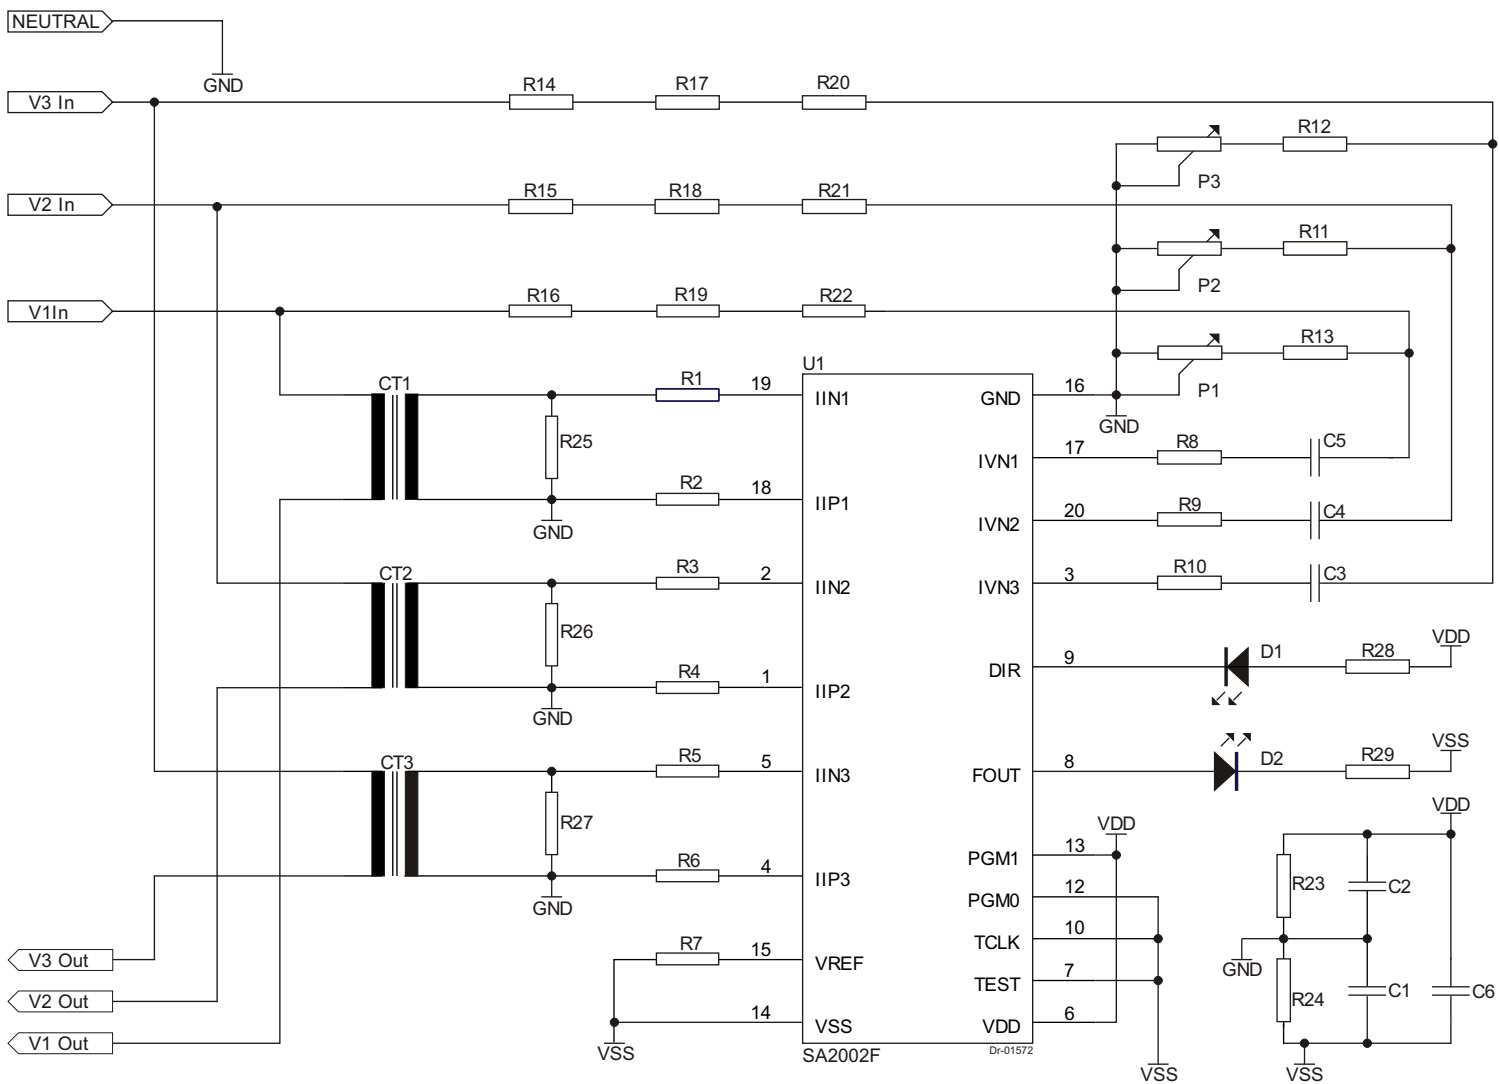 NEUTRAL
GND
V3 In
R14
R17
R20
R12
P3
V2 In
R15
R18
R21
R11
P2
V1In
R16
R19
R22
R13
P1
U1
CT1
R1
19
IIN1
GND
16
GND
R25
IVN1
17
R8
C5
R2
18
IIP1
GND
IVN2
20
R9
C4
CT2
R3
2
IIN2
IVN3
3
R10
C3
R26
R4
1
IIP2
GND
DIR
9
D1
R28
VDD
CT3
R5
5
IIN3
FOUT
8
D2
R29
VSS
R27
R6
4
IIP3
GND
VDD
PGM1
13
PGM0
12
TCLK
10
TEST
7
VDD
6
VSS
VDD
R23
C2
GND
R24
C1
C6
VSS
V3 Out
V2 Out
V1 Out
R7
15
VREF
14
VSS
VSS
SA2002F
Dr-01572